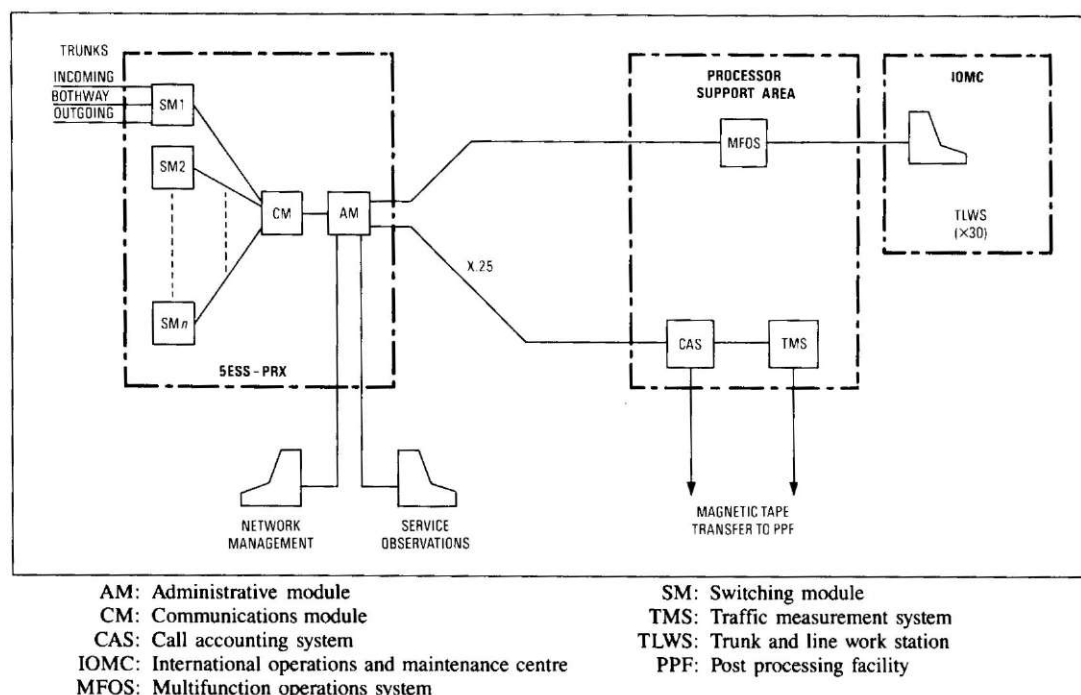 TRUNKS
INCOMING
BOTHWAY
OUTGOING
SM1
SM2
SMn
CM
AM
5ESS-PRX
NETWORK
MANAGEMENT
SERVICE
OBSERVATIONS
X.25
PROCESSOR
SUPPORT AREA
MFOS
CAS
TMS
MAGNETIC TAPE
TRANSFER TO PPF
IOMC
TLWS
(×30)
AM: Administrative module
CM: Communications module
CAS: Call accounting system
IOMC: International operations and maintenance centre
MFOS: Multifunction operations system
SM: Switching module
TMS: Traffic measurement system
TLWS: Trunk and line work station
PPF: Post processing facility